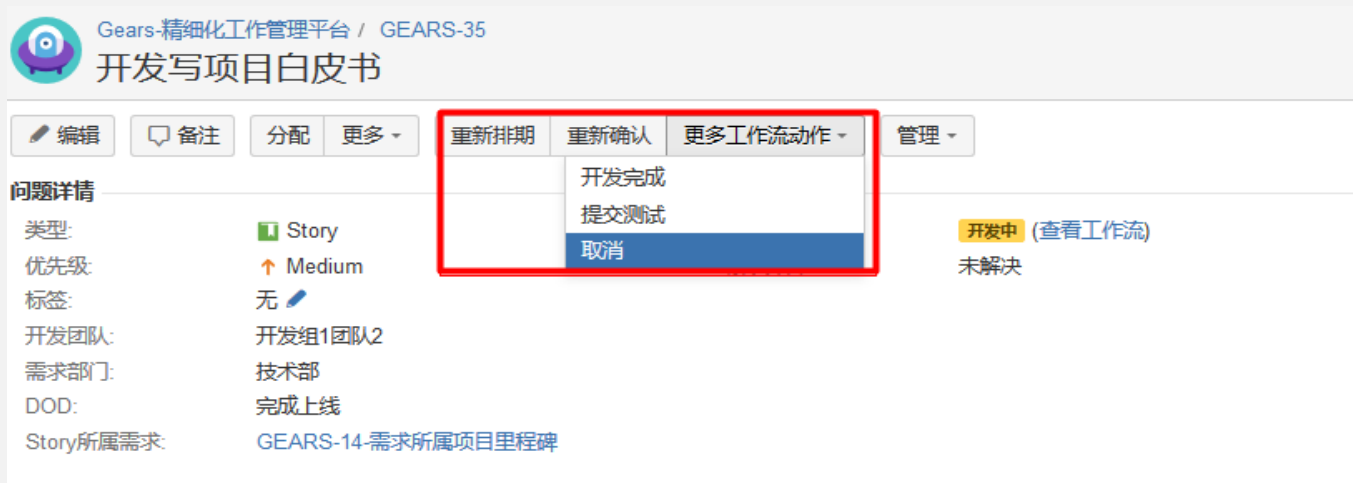 Gears-精细化工作管理平台 / GEARS-35
开发写项目白皮书
编辑 备注 分配 更多 重新排期 重新确认 更多工作流动作 管理
开发完成
提交测试
取消
问题详情
类型: Story 开发中 (查看工作流)
优先级: Medium 未解决
标签: 无
开发团队: 开发组1团队2
需求部门: 技术部
DOD: 完成上线
Story所属需求: GEARS-14-需求所属项目里程碑